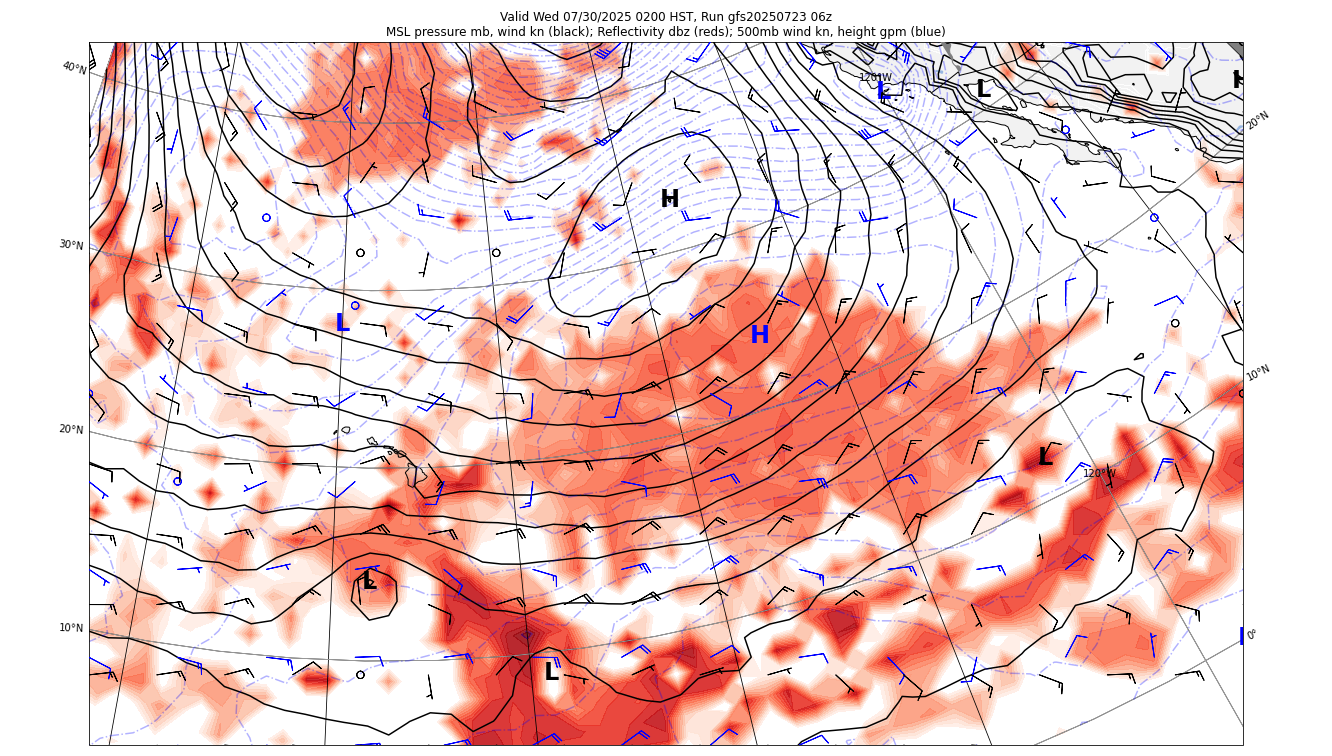 Valid Wed 07/30/2025 0200 HST, Run gfs20250723 06z
MSL pressure mb, wind kn (black); Reflectivity dbz (reds); 500mb wind kn, height gpm (blue)
40°N
120°W
L
L
H
20°N
H
30°N
L
H
10°N
20°N
L
120°W
L
10°N
0°
L